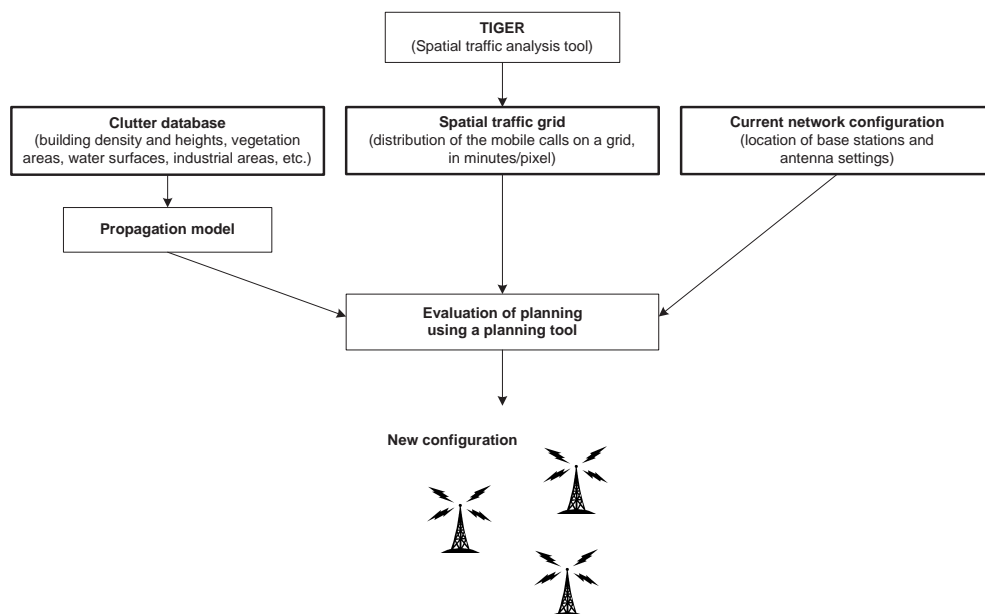 TIGER
(Spatial traffic analysis tool)
Clutter database
(building density and heights, vegetation
areas, water surfaces, industrial areas, etc.)
Spatial traffic grid
(distribution of the mobile calls on a grid,
in minutes/pixel)
Current network configuration
(location of base stations and
antenna settings)
Propagation model
Evaluation of planning
using a planning tool
New configuration